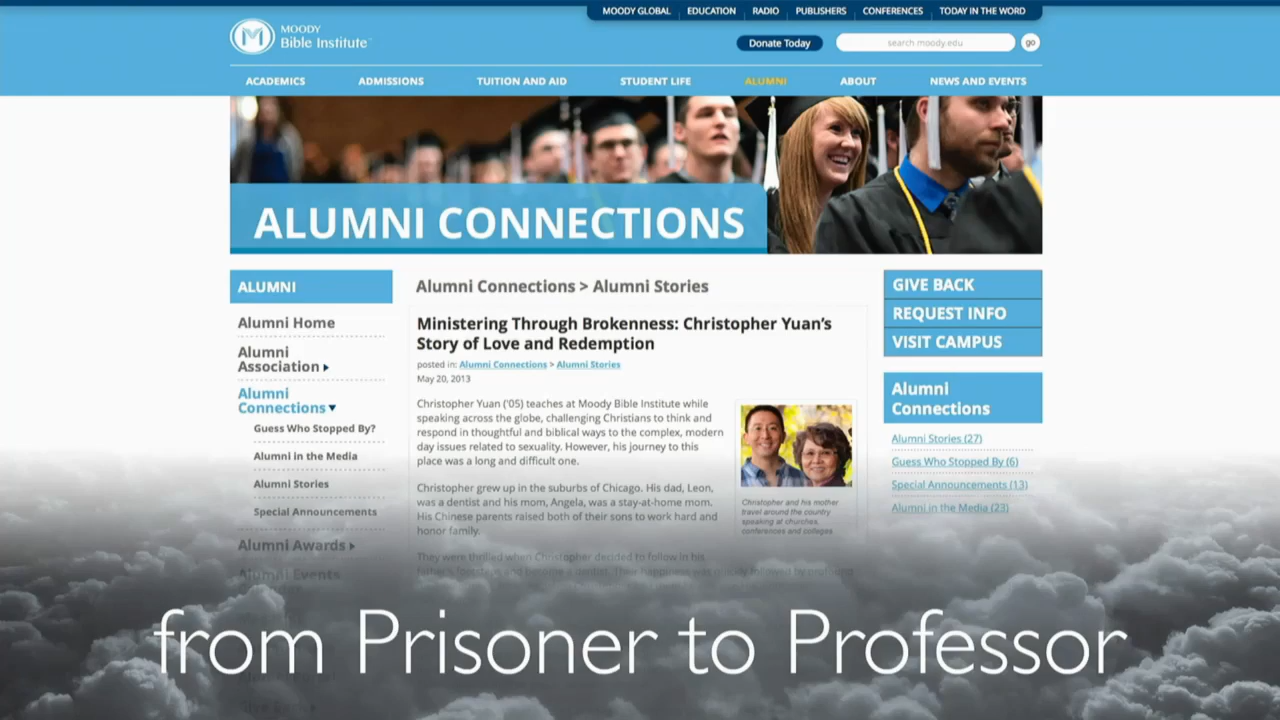 MOODY GLOBAL
EDUCATION
RADIO
PUBLISHERS
CONFERENCES
TODAY IN THE WORD
MOODY
Bible Institute
Donate Today
search moody.edu
go
ACADEMICS
ADMISSIONS
TUITION AND AID
STUDENT LIFE
ALUMNI
ABOUT
NEWS AND EVENTS
ALUMNI CONNECTIONS
ALUMNI
Alumni Home
Alumni
Association
Alumni
Connections
Guess Who Stopped By?
Alumni in the Media
Alumni Stories
Special Announcements
Alumni Awards
Alumni Events
Alumni Connections > Alumni Stories
Ministering Through Brokenness: Christopher Yuan's
Story of Love and Redemption
posted in: Alumni Connections > Alumni Stories
May 20, 2013
Christopher Yuan ('05) teaches at Moody Bible Institute while
speaking across the globe, challenging Christians to think and
respond in thoughtful and biblical ways to the complex, modern
day issues related to sexuality. However, his journey to this
place was a long and difficult one.
Christopher grew up in the suburbs of Chicago. His dad, Leon,
was a dentist and his mom, Angela, was a stay-at-home mom.
His Chinese parents raised both of their sons to work hard and
honor family.
They were thrilled when Christopher decided to follow in his
Christopher and his mother
travel around the country
speaking at churches,
conferences and colleges
GIVE BACK
REQUEST INFO
VISIT CAMPUS
Alumni
Connections
Alumni Stories (27)
Guess Who Stopped By (6)
Special Announcements (13)
Alumni in the Media (23)
from Prisoner to Professor